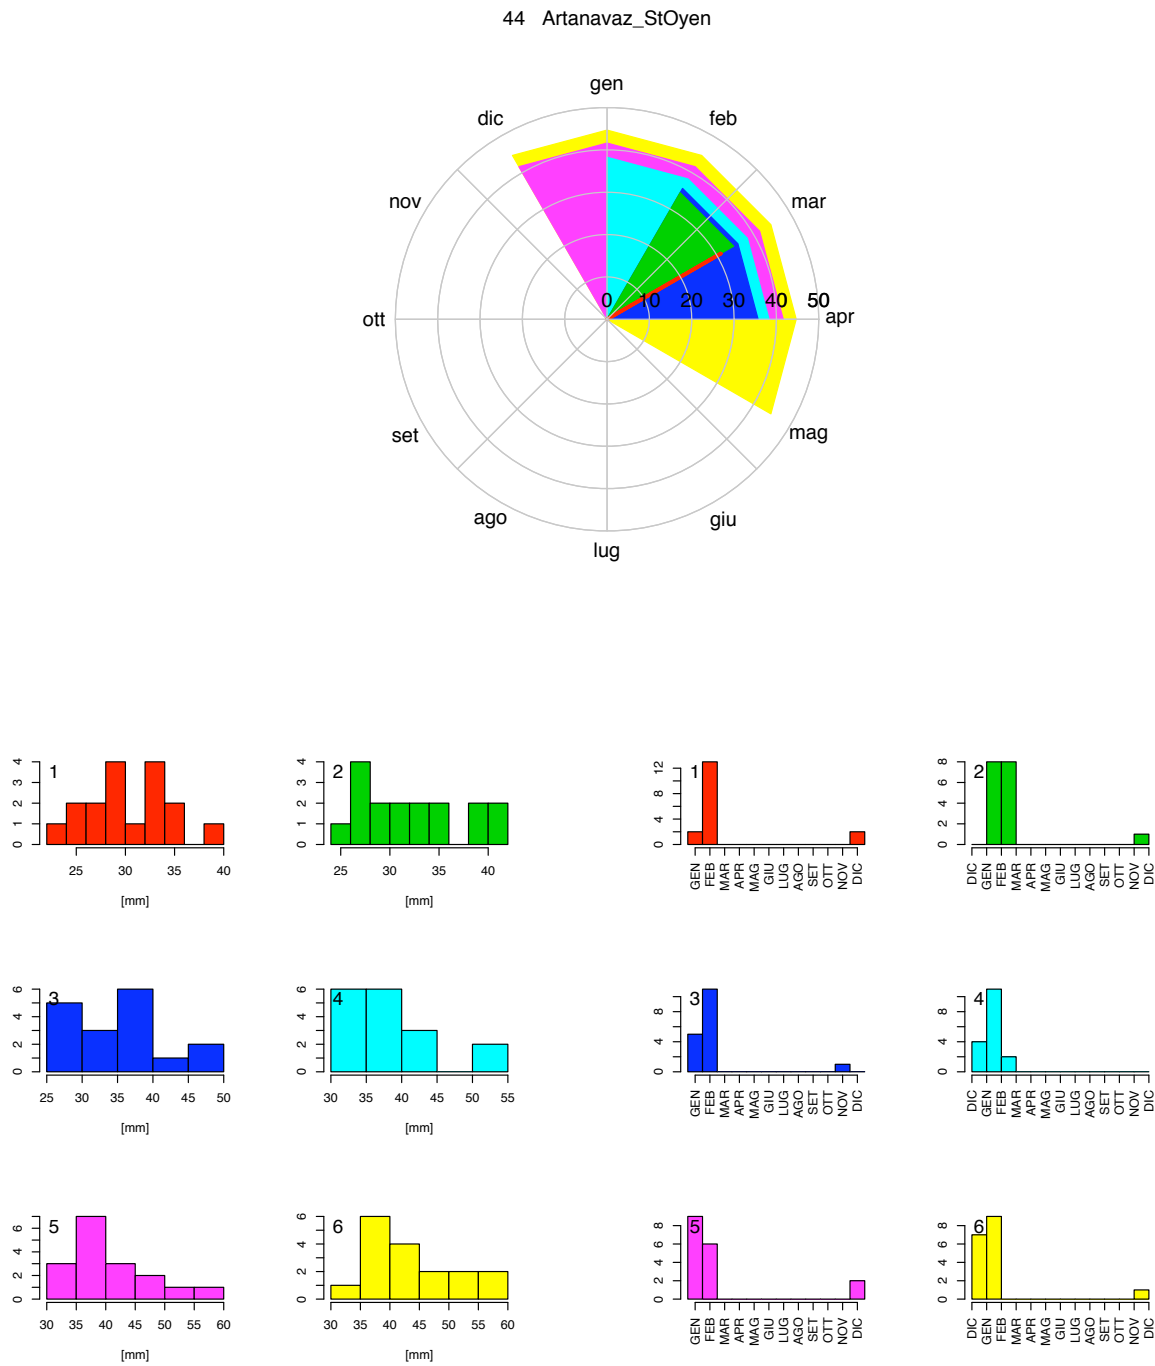 44 Artanavaz_StOyen
gen
dic feb
nov mar
0 10 20 30 40 50
ott apr
set mag
ago giu
lug
1
0 1 2 3 4
25 30 35 40
[mm]
2
0 1 2 3 4
25 30 35 40
[mm]
1
0 4 8 12
GEN FEB MAR APR MAG GIU LUG AGO SET OTT NOV DIC
2
0 2 4 6 8
DIC GEN FEB MAR APR MAG GIU LUG AGO SET OTT NOV DIC
3
0 2 4 6
25 30 35 40 45 50
[mm]
4
0 2 4 6
30 35 40 45 50 55
[mm]
3
0 4 8
GEN FEB MAR APR MAG GIU LUG AGO SET OTT NOV DIC
4
0 4 8
DIC GEN FEB MAR APR MAG GIU LUG AGO SET OTT NOV DIC
5
0 2 4 6
30 35 40 45 50 55 60
[mm]
6
0 2 4 6
30 35 40 45 50 55 60
[mm]
5
0 2 4 6 8
GEN FEB MAR APR MAG GIU LUG AGO SET OTT NOV DIC
6
0 2 4 6 8
DIC GEN FEB MAR APR MAG GIU LUG AGO SET OTT NOV DIC